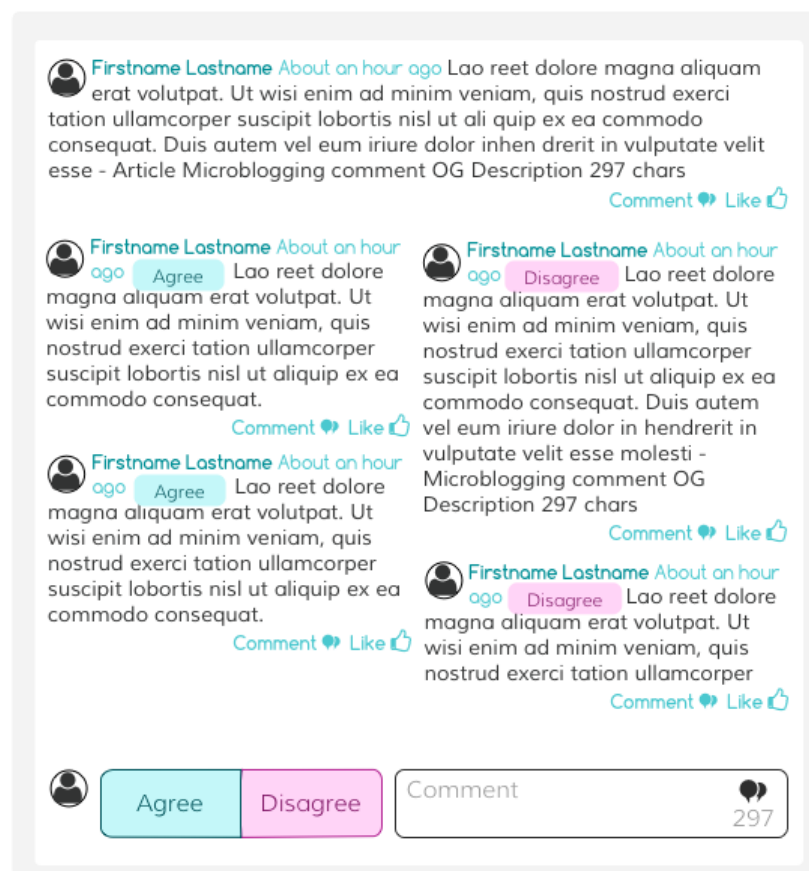 Firstname Lastname About an hour ago Lao reet dolore magna aliquam
erat volutpat. Ut wisi enim ad minim veniam, quis nostrud exerci
tation ullamcorper suscipit lobortis nisl ut ali quip ex ea commodo
consequat. Duis autem vel eum iriure dolor inhen drerit in vulputate velit
esse - Article Microblogging comment OG Description 297 chars
Comment Like
Firstname Lastname About an hour
ago Agree Lao reet dolore
magna aliquam erat volutpat. Ut
wisi enim ad minim veniam, quis
nostrud exerci tation ullamcorper
suscipit lobortis nisl ut aliquip ex ea
commodo consequat.
Comment Like
Firstname Lastname About an hour
ago Agree Lao reet dolore
magna aliquam erat volutpat. Ut
wisi enim ad minim veniam, quis
nostrud exerci tation ullamcorper
suscipit lobortis nisl ut aliquip ex ea
commodo consequat.
Comment Like
Firstname Lastname About an hour
ago Disagree Lao reet dolore
magna aliquam erat volutpat. Ut
wisi enim ad minim veniam, quis
nostrud exerci tation ullamcorper
suscipit lobortis nisl ut aliquip ex ea
commodo consequat. Duis autem
vel eum iriure dolor in hendrerit in
vulputate velit esse molesti -
Microblogging comment OG
Description 297 chars
Comment Like
Firstname Lastname About an hour
ago Disagree Lao reet dolore
magna aliquam erat volutpat. Ut
wisi enim ad minim veniam, quis
nostrud exerci tation ullamcorper
Comment Like
Agree Disagree Comment
297